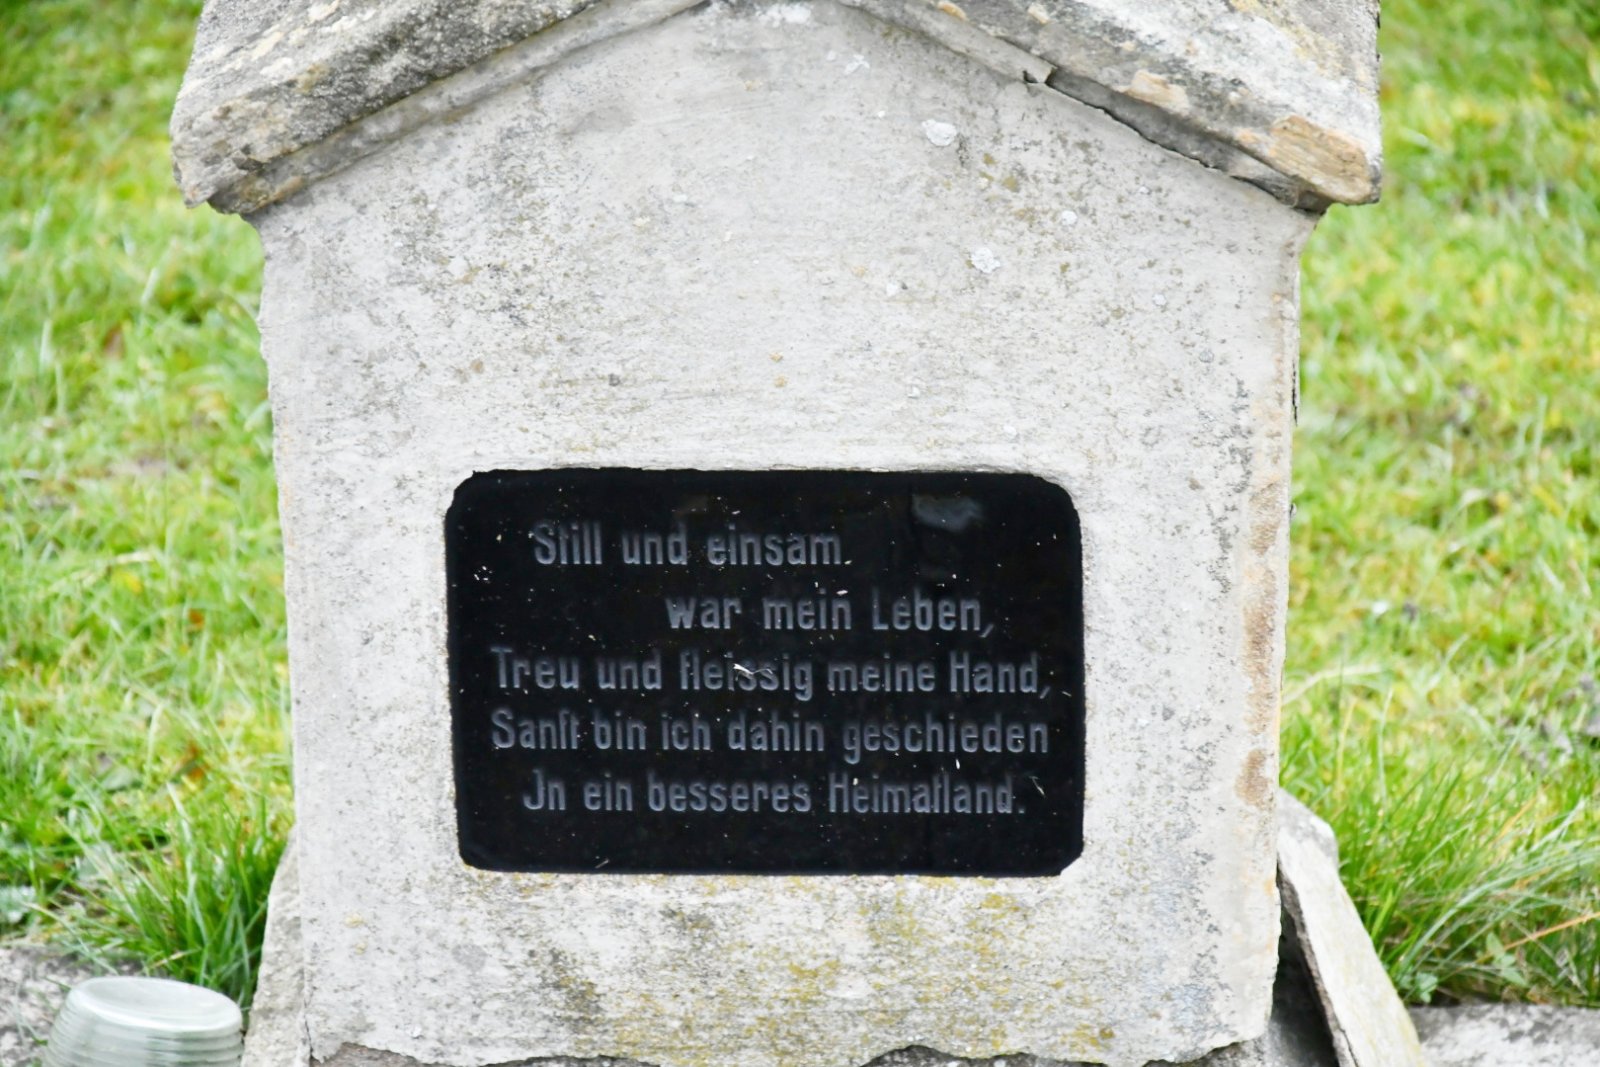 Still und einsam
war mein Leben,
Treu und fleissig meine Hand,
Sanft bin ich dahin geschieden
Jn ein besseres Heimatland.